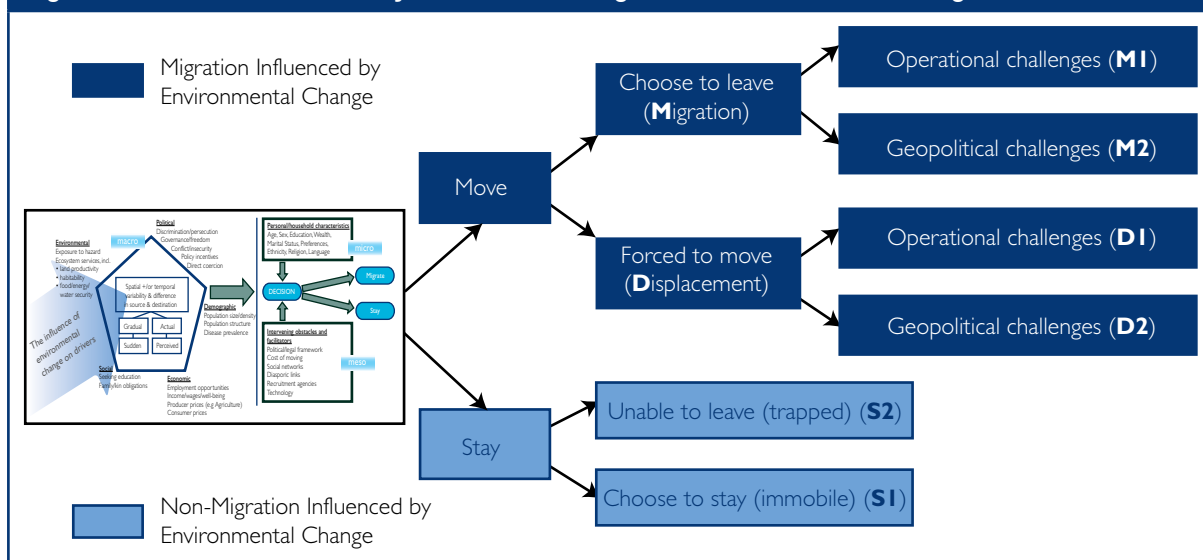 Migration Influenced by
Environmental Change
Choose to leave
(Migration)
Operational challenges (M1)
Geopolitical challenges (M2)
Move
Forced to move
(Displacement)
Operational challenges (D1)
Geopolitical challenges (D2)
Political
Discrimination/persecution
Governance/freedom
Conflict/insecurity
Policy incentives
Direct coercion
macro
Environmental
Exposure to hazard
Ecosystem services, incl.
• land productivity
• habitability
• food/energy/
water security
Spatial +/or temporal
variability & difference
in source & destination
Gradual
Actual
Sudden
Perceived
The influence of
environmental
change on drivers
Demographic
Population size/density
Population structure
Disease prevalence
Social
Seeking education
Family/kin obligations
Economic
Employment opportunities
Income/wages/well-being
Producer prices (e.g Agriculture)
Consumer prices
Personal/household characteristics
Age, Sex, Education, Wealth,
Marital Status, Preferences,
Ethnicity, Religion, Language
micro
DECISION
Migrate
Stay
Intervening obstacles and
facilitators
Political/legal framework
Cost of moving
Social networks
Diasporic links
Recruitment agencies
Technology
meso
Stay
Unable to leave (trapped) (S2)
Choose to stay (immobile) (S1)
Non-Migration Influenced by
Environmental Change